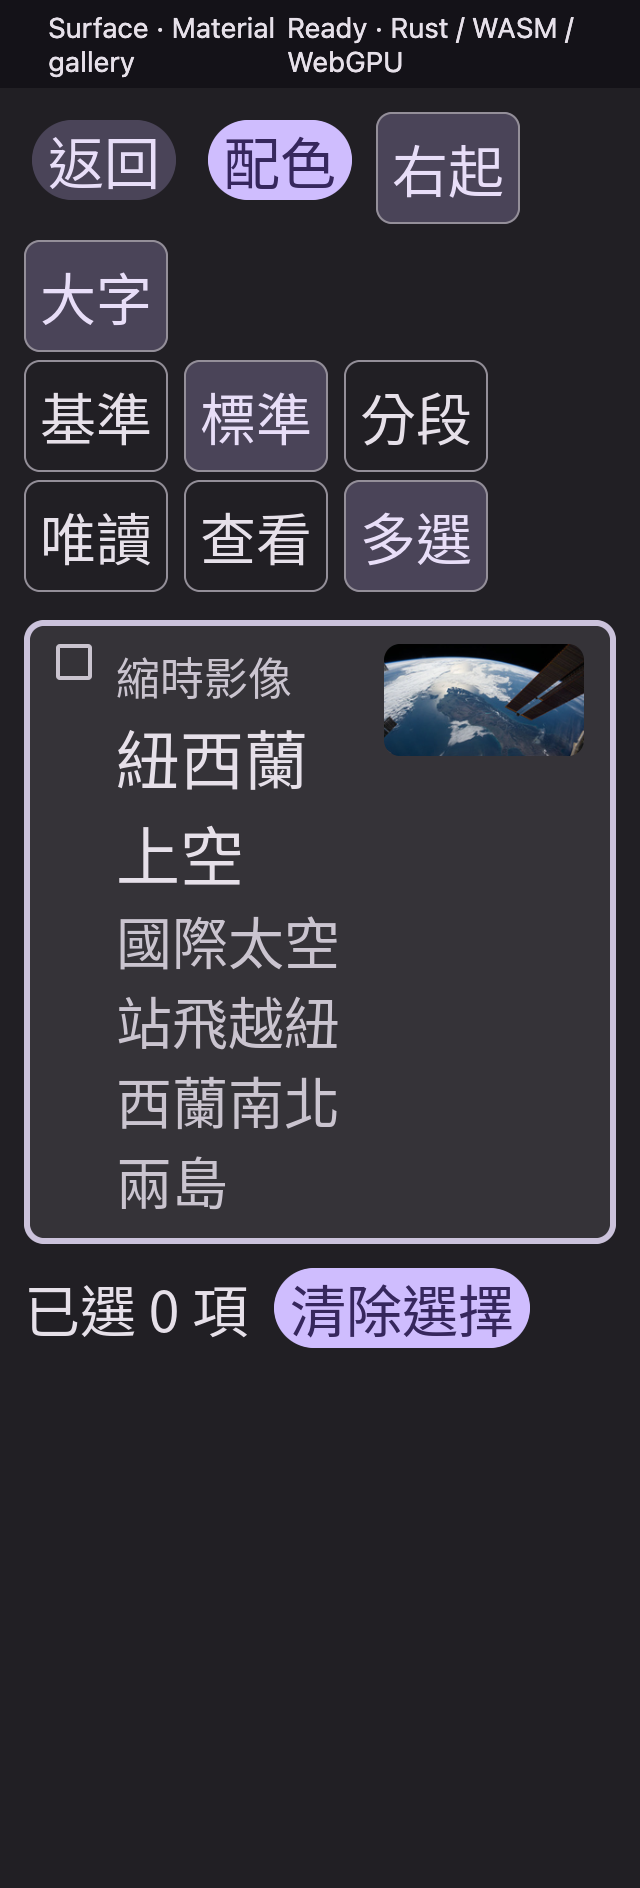 Surface · Material gallery
Ready · Rust / WASM / WebGPU
返回
配色
右起
大字
基準
標準
分段
唯讀
查看
多選
縮時影像
紐西蘭
上空
國際太空
站飛越紐
西蘭南北
兩島
已選 0 項
清除選擇